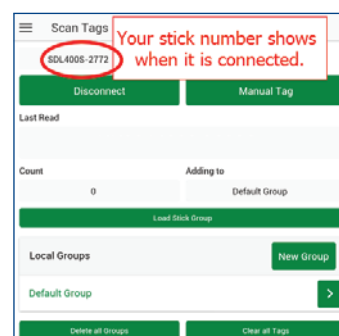 Scan Tags
Your stick number shows
when it is connected.
SDL400S-2772
Disconnect
Manual Tag
Last Read
Count
Adding to
0
Default Group
Load Stick Group
Local Groups
New Group
Default Group
Delete all Groups
Clear all Tags